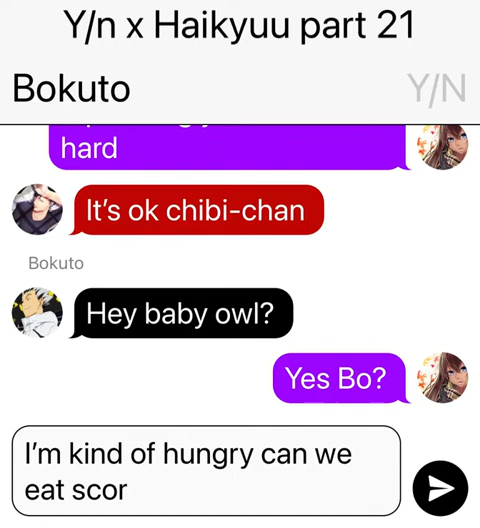 Y/n x Haikyuu part 21
Bokuto
Y/N
hard
It's ok chibi-chan
Bokuto
Hey baby owl?
Yes Bo?
I'm kind of hungry can we
eat scor